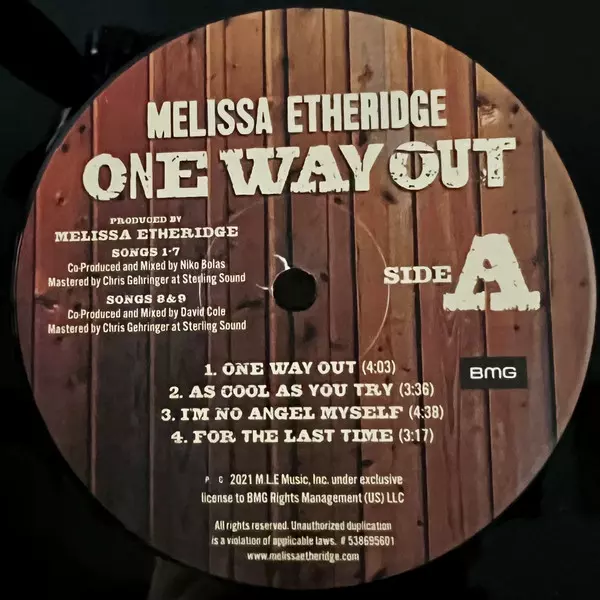 MELISSA ETHERIDGE
ONE WAY OUT
PRODUCED BY
MELISSA ETHERIDGE
SONGS 1-7
Co-Produced and Mixed by Niko Bolas
Mastered by Chris Gehringer at Sterling Sound
SONGS 8&9
Co-Produced and Mixed by David Cole
Mastered by Chris Gehringer at Sterling Sound
SIDE A
BMG
1. ONE WAY OUT (4:03)
2. AS COOL AS YOU TRY (3:36)
3. I'M NO ANGEL MYSELF (4:38)
4. FOR THE LAST TIME (3:17)
P C 2021 M.L.E Music, Inc. under exclusive
license to BMG Rights Management (US) LLC
All rights reserved. Unauthorized duplication
is a violation of applicable laws. # 538695601
www.melissaetheridge.com